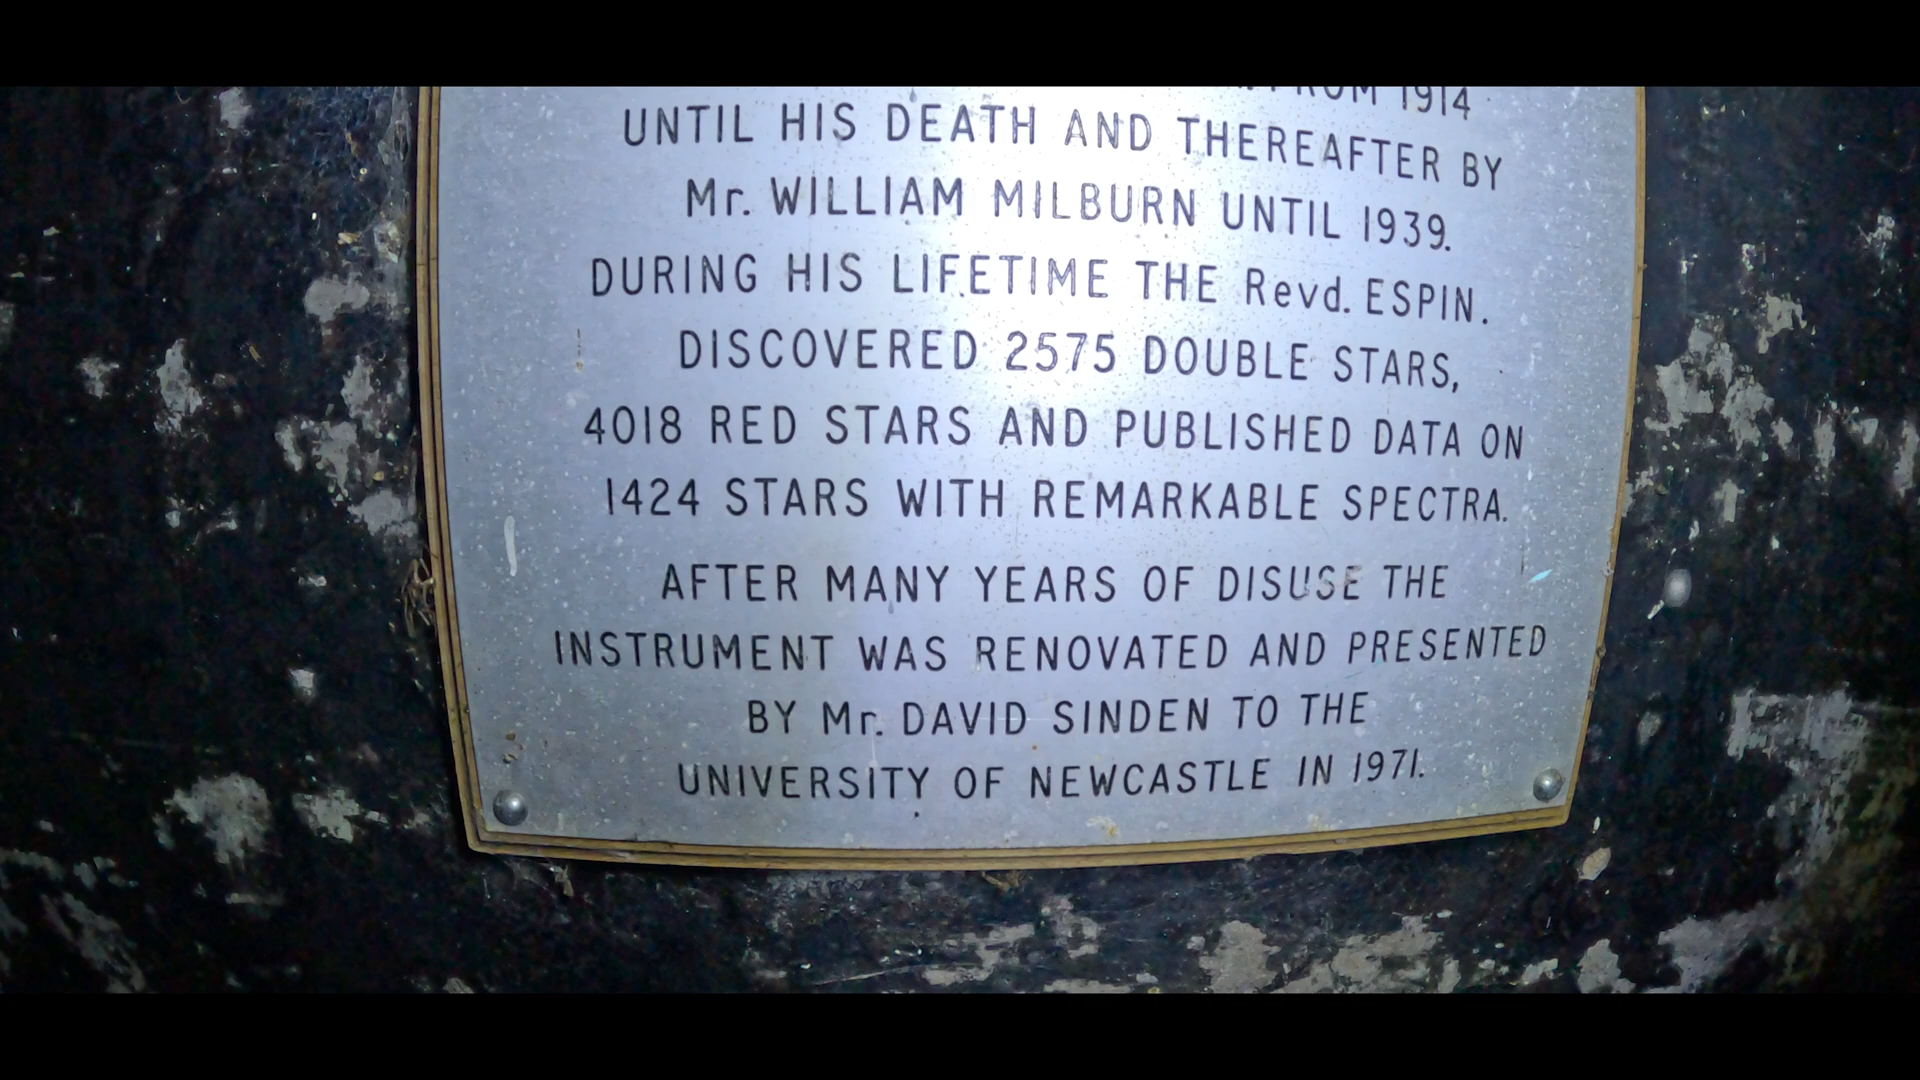 FROM 1914
UNTIL HIS DEATH AND THEREAFTER BY
Mr. WILLIAM MILBURN UNTIL 1939.
DURING HIS LIFETIME THE Revd. ESPIN.
DISCOVERED 2575 DOUBLE STARS,
4018 RED STARS AND PUBLISHED DATA ON
1424 STARS WITH REMARKABLE SPECTRA.
AFTER MANY YEARS OF DISUSE THE
INSTRUMENT WAS RENOVATED AND PRESENTED
BY Mr. DAVID SINDEN TO THE
UNIVERSITY OF NEWCASTLE IN 1971.